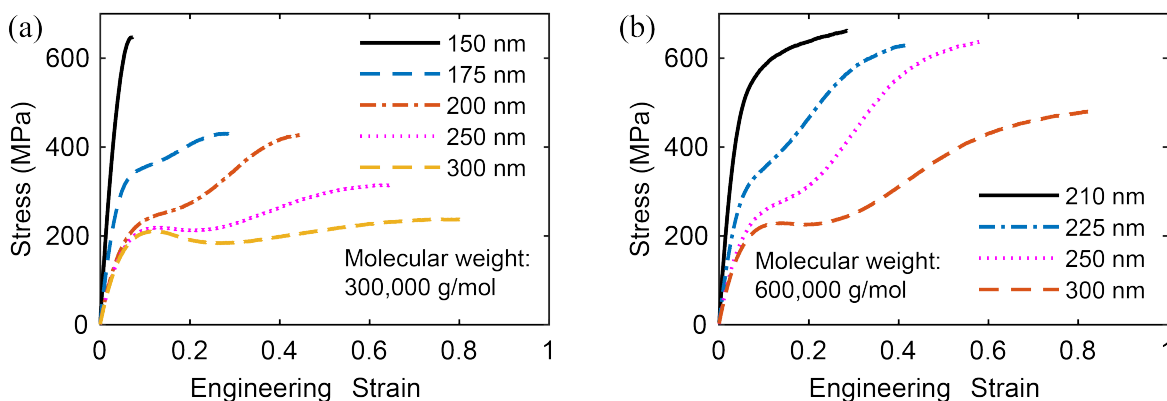 (a)
Stress (MPa)
600
400
200
0
150 nm
175 nm
200 nm
250 nm
300 nm
Molecular weight:
300,000 g/mol
0 0.2 0.4 0.6 0.8 1
Engineering Strain
(b)
Stress (MPa)
600
400
200
0
210 nm
225 nm
250 nm
300 nm
Molecular weight:
600,000 g/mol
0 0.2 0.4 0.6 0.8 1
Engineering Strain